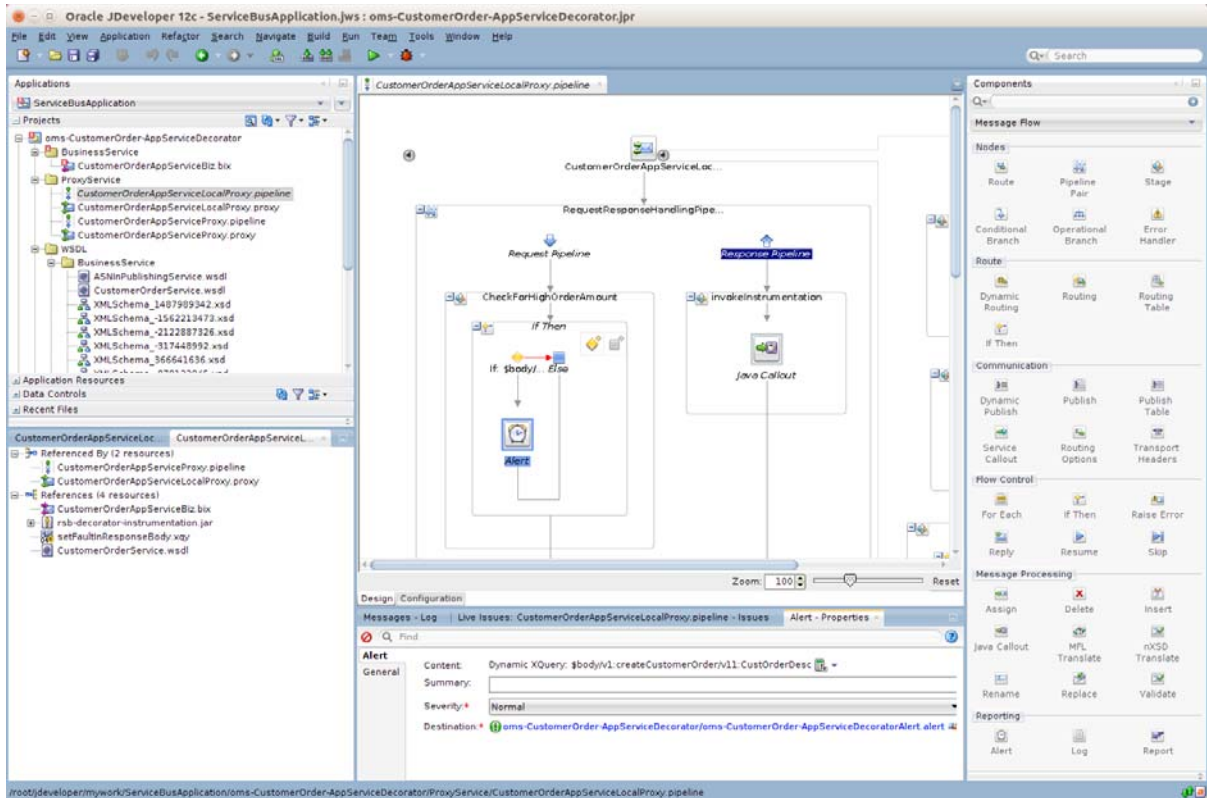 Oracle JDeveloper 12c - ServiceBusApplication.jws : oms-CustomerOrder-AppServiceDecorator.jpr
File Edit View Application Refactor Search Navigate Build Run Team Tools Window Help
Search
Applications
ServiceBusApplication
Projects
oms-CustomerOrder-AppServiceDecorator
BusinessService
CustomerOrderAppServiceBiz.bix
ProxyService
CustomerOrderAppServiceLocalProxy.pipeline
CustomerOrderAppServiceLocalProxy.proxy
CustomerOrderAppServiceProxy.pipeline
CustomerOrderAppServiceProxy.proxy
WSDL
BusinessService
ASNInPublishingService.wsdl
CustomerOrderService.wsdl
XMLSchema_1487989342.xsd
XMLSchema_-1562213473.xsd
XMLSchema_-2122887326.xsd
XMLSchema_-317448992.xsd
XMLSchema_366641636.xsd
Application Resources
Data Controls
Recent Files
CustomerOrderAppServiceLoc... CustomerOrderAppServiceL...
Referenced By (2 resources)
CustomerOrderAppServiceProxy.pipeline
CustomerOrderAppServiceLocalProxy.proxy
References (4 resources)
CustomerOrderAppServiceBiz.bix
rsb-decorator-instrumentation.jar
setFaultInResponseBody.xqy
CustomerOrderService.wsdl
CustomerOrderAppServiceLocalProxy.pipeline
CustomerOrderAppServiceLoc...
RequestResponseHandlingPipe...
Request Pipeline
Response Pipeline
CheckForHighOrderAmount
invokeInstrumentation
If Then
If: $body/... Else
Java Callout
Alert
Zoom: 100 Reset
Design Configuration
Messages - Log Live Issues: CustomerOrderAppServiceLocalProxy.pipeline - Issues Alert - Properties
Find
Alert
General
Content: Dynamic XQuery: $body/v1:createCustomerOrder/v11:CustOrderDesc
Summary:
Severity:* Normal
Destination:* oms-CustomerOrder-AppServiceDecorator/oms-CustomerOrder-AppServiceDecoratorAlert.alert
Components
Message Flow
Nodes
Route Pipeline Pair Stage
Conditional Branch Operational Branch Error Handler
Route
Dynamic Routing Routing Routing Table
If Then
Communication
Dynamic Publish Publish Publish Table
Service Callout Routing Options Transport Headers
Flow Control
For Each If Then Raise Error
Reply Resume Skip
Message Processing
Assign Delete Insert
Java Callout MFL Translate nXSD Translate
Rename Replace Validate
Reporting
Alert Log Report
/root/jdeveloper/mywork/ServiceBusApplication/oms-CustomerOrder-AppServiceDecorator/ProxyService/CustomerOrderAppServiceLocalProxy.pipeline